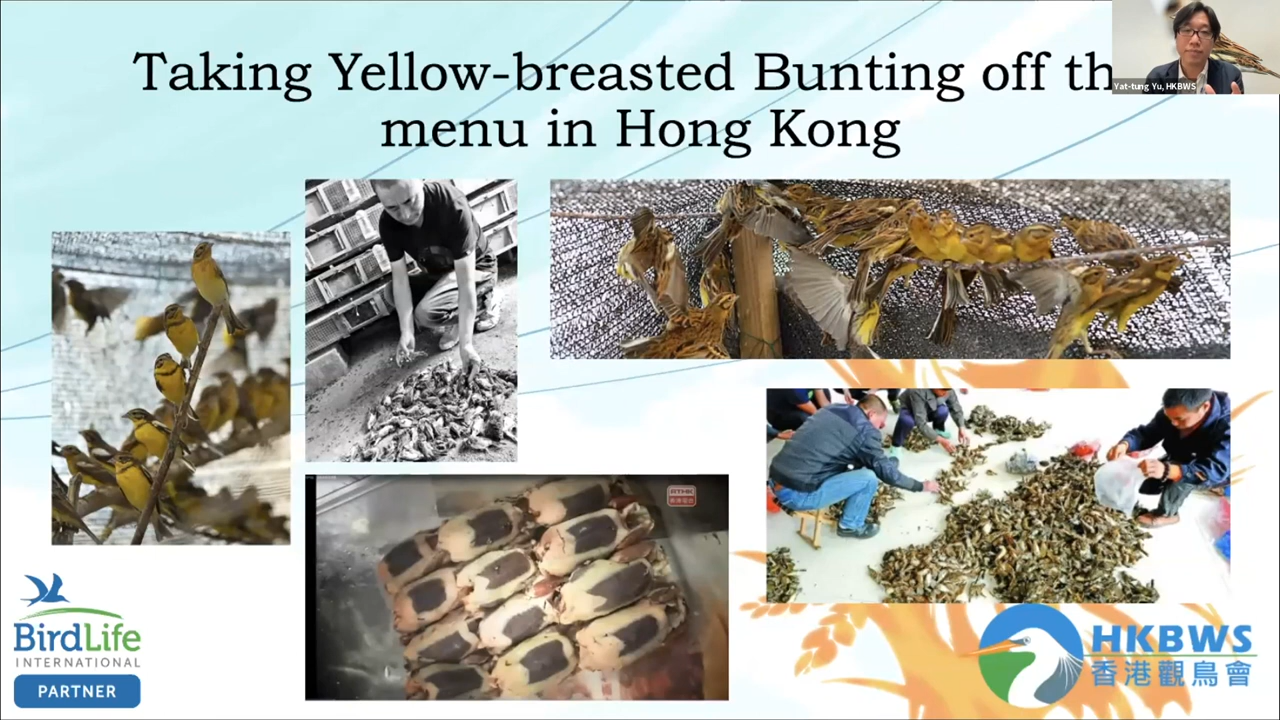 Taking Yellow-breasted Bunting off th
menu in Hong Kong
Yat-tung Yu, HKBWS
RTHK
BirdLife
INTERNATIONAL
PARTNER
HKBWS
香港觀鳥會